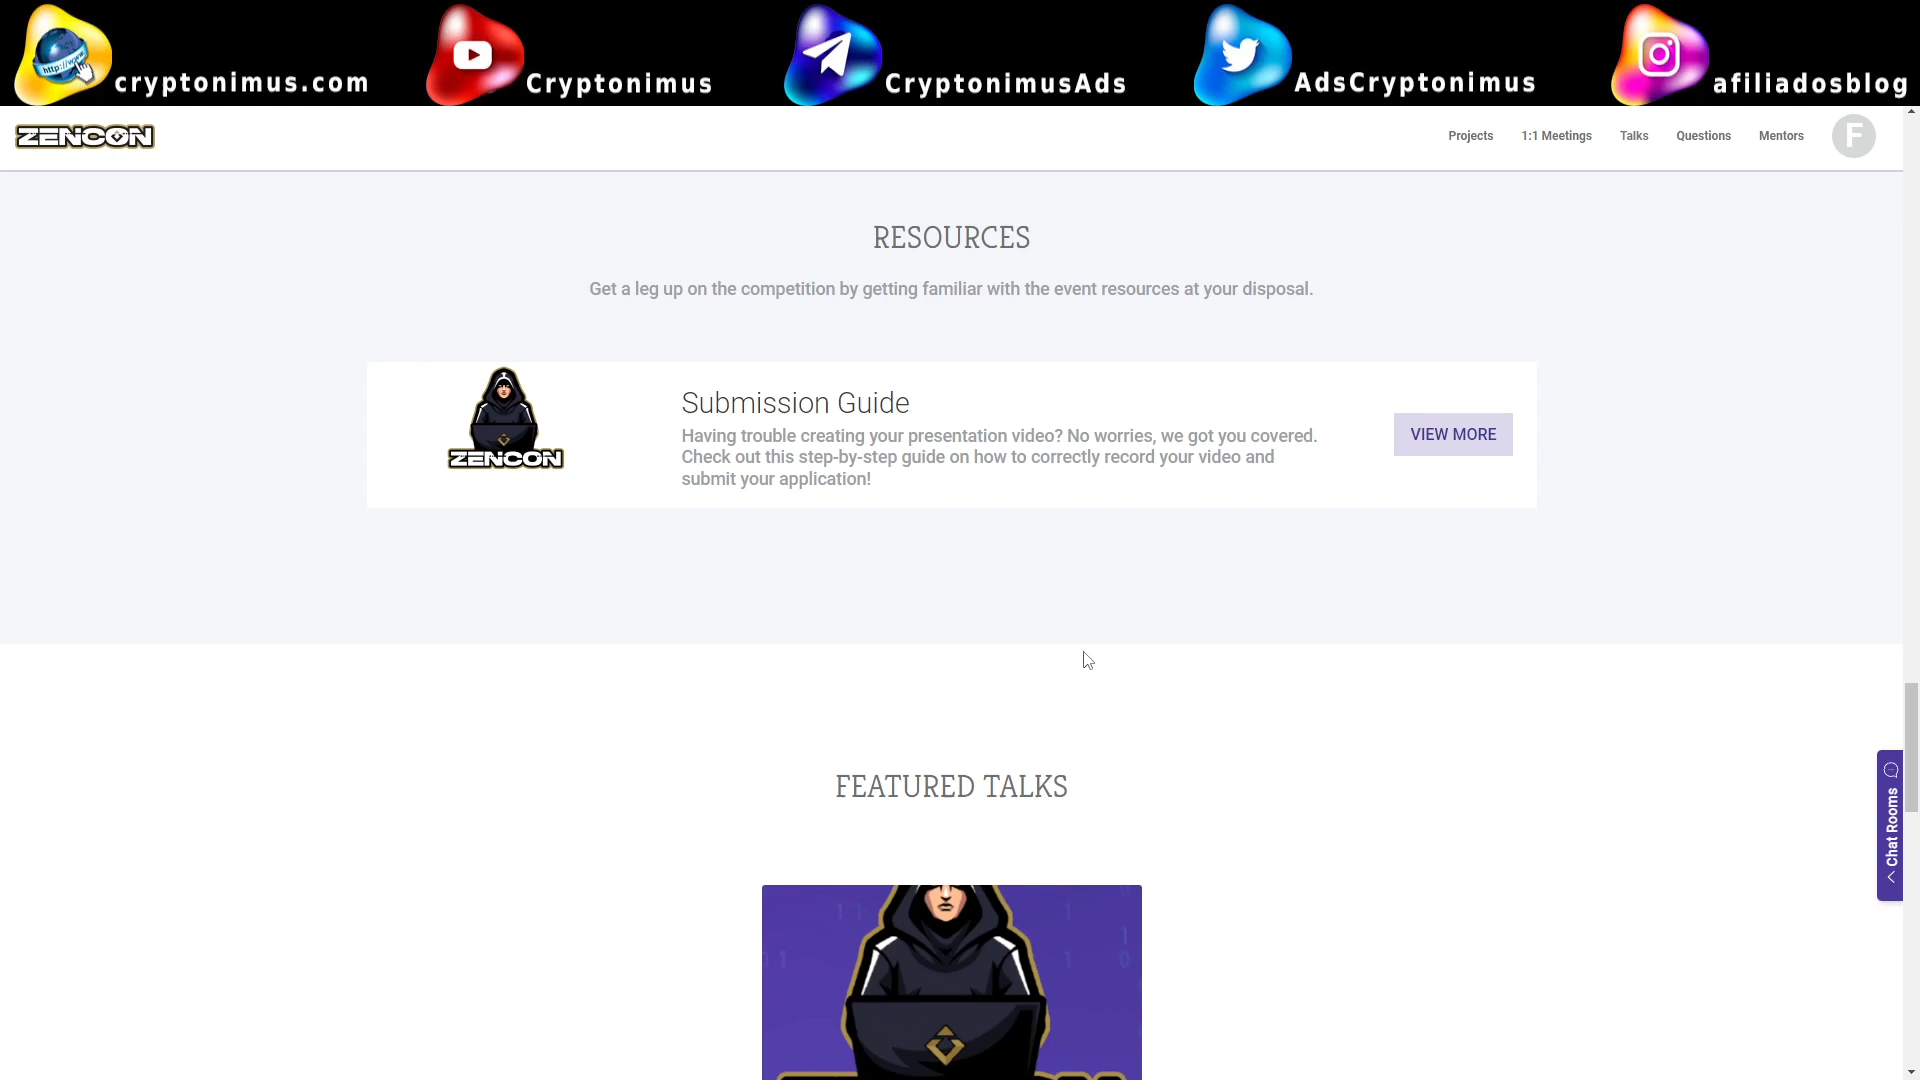 cryptonimus.com
Cryptonimus
CryptonimusAds
AdsCryptonimus
afiliadosblog
ZENCON
Projects
1:1 Meetings
Talks
Questions
Mentors
F
RESOURCES
Get a leg up on the competition by getting familiar with the event resources at your disposal.
ZENCON
Submission Guide
Having trouble creating your presentation video? No worries, we got you covered.
Check out this step-by-step guide on how to correctly record your video and
submit your application!
VIEW MORE
FEATURED TALKS
Chat Rooms